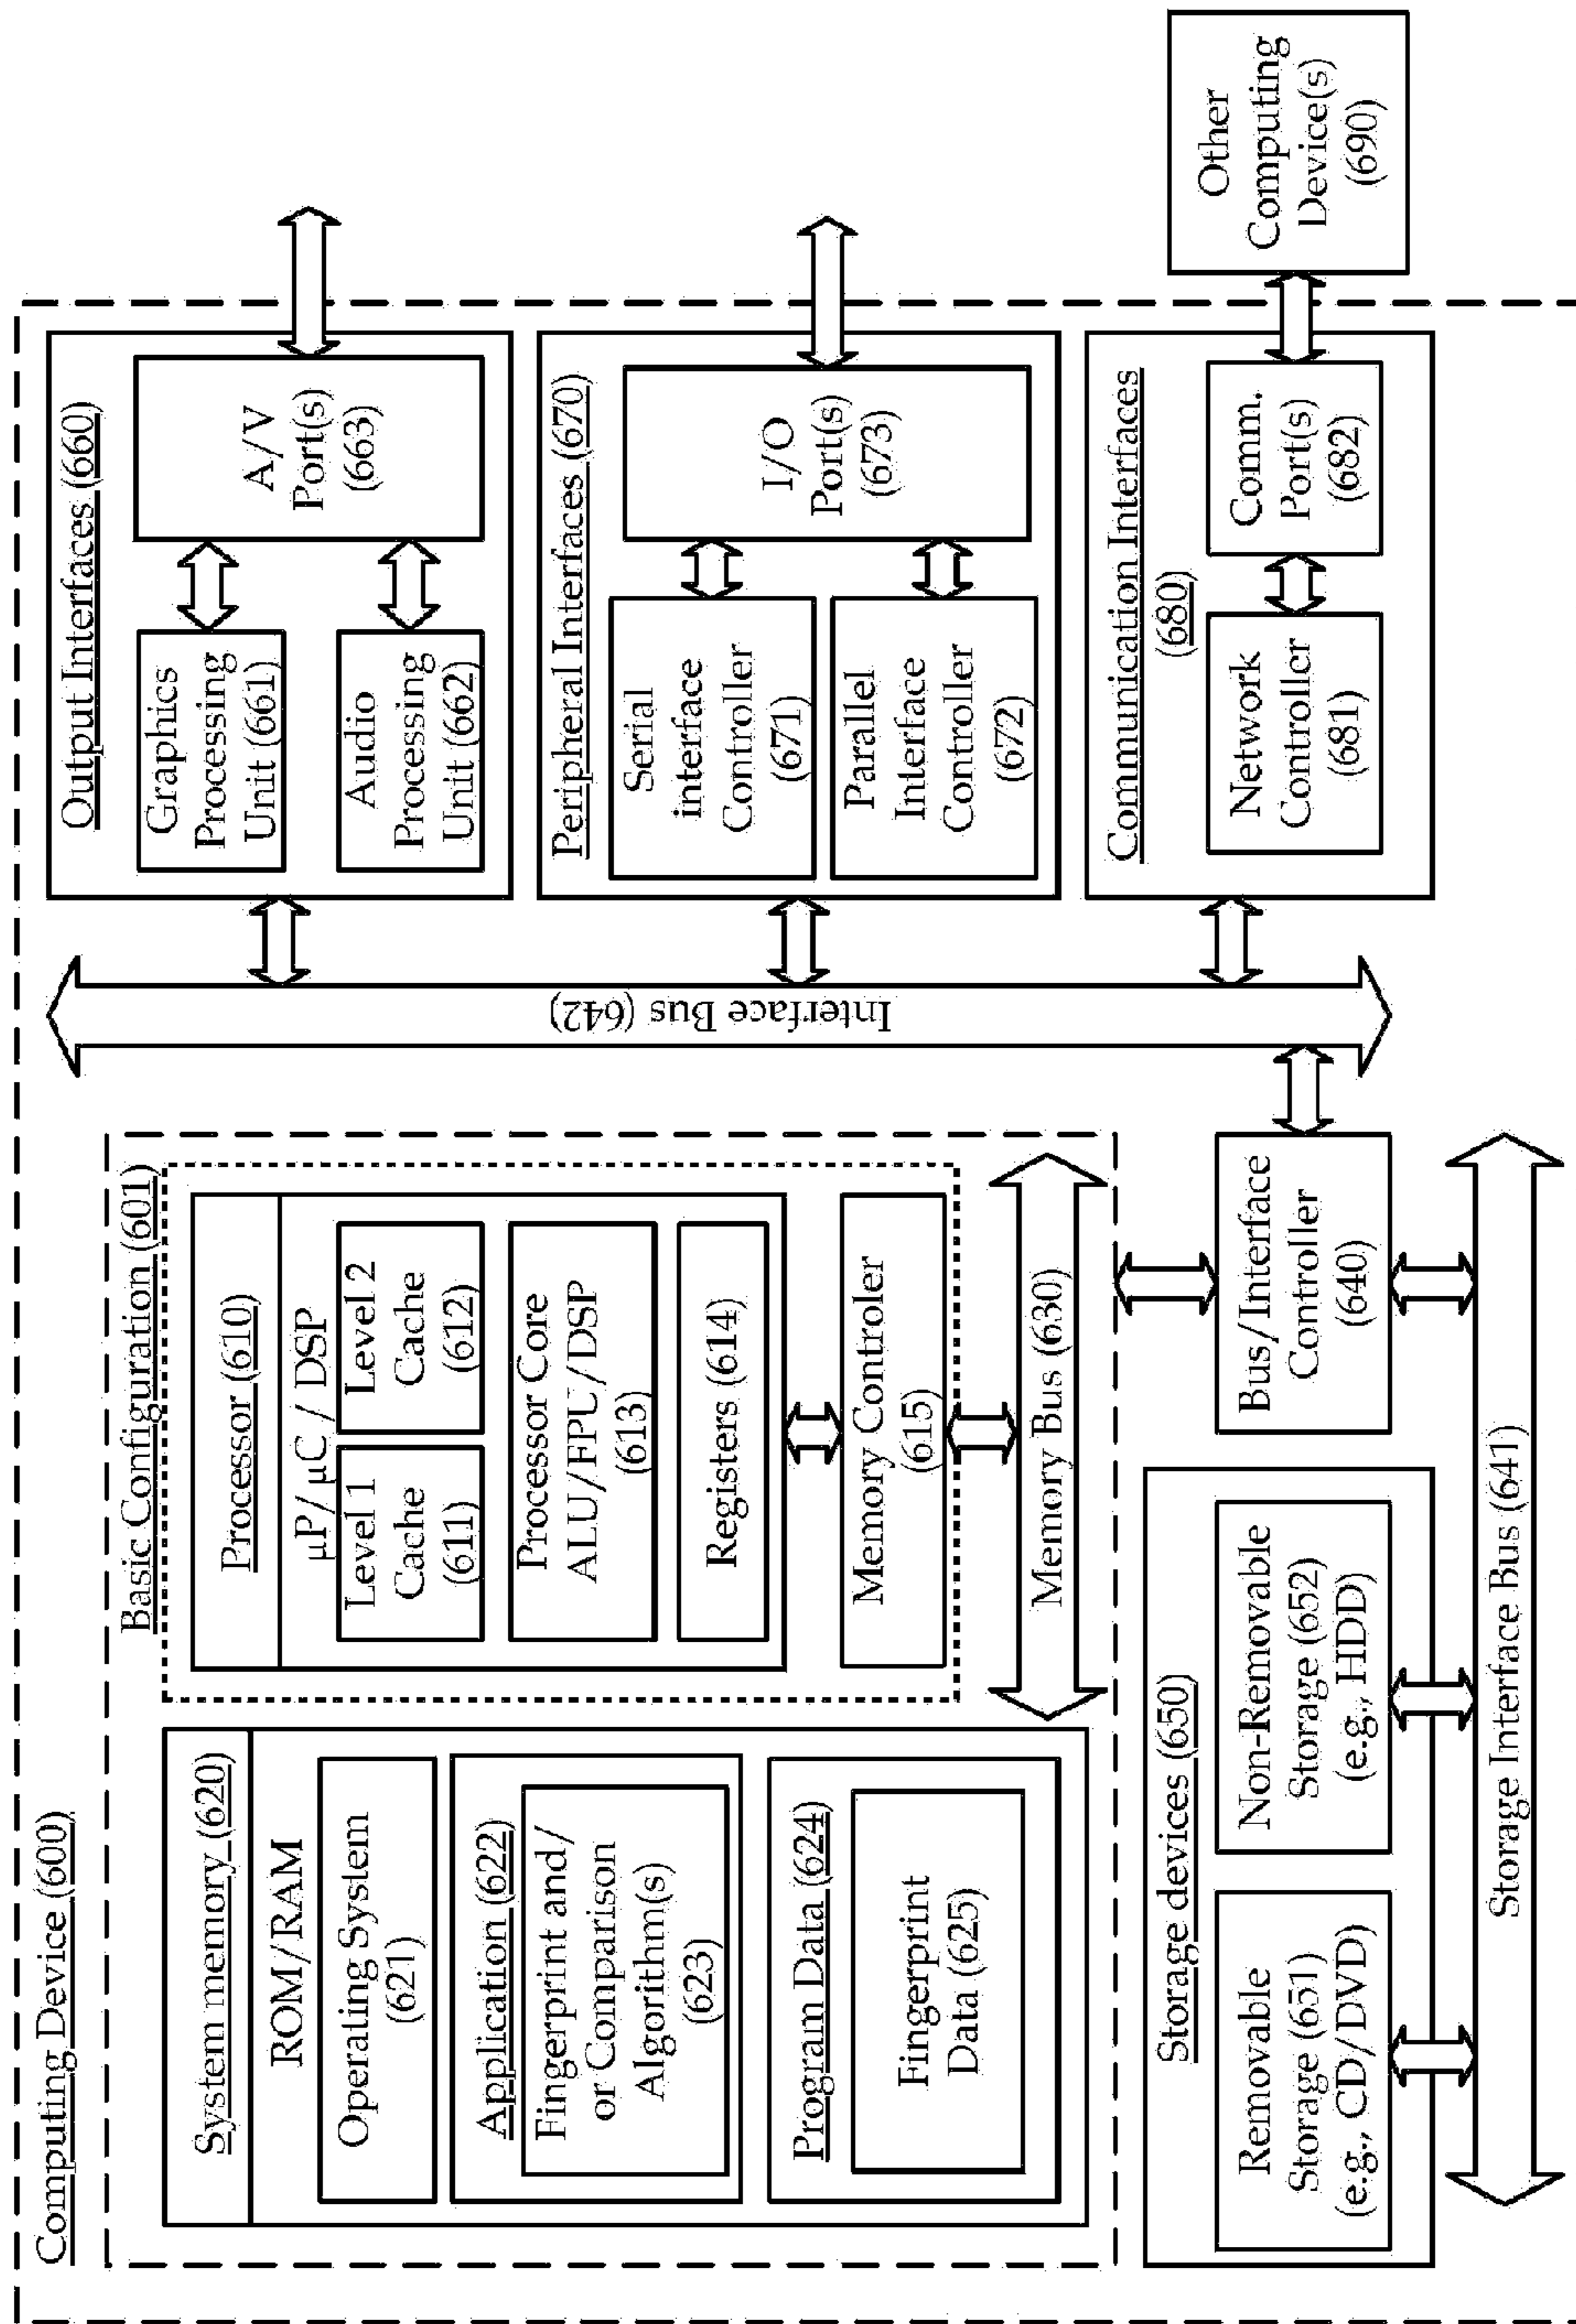 Computing Device (600)
Basic Configuration (601)
System memory (620)
ROM/RAM
Operating System
(621)
Application (622)
Fingerprint and/
or Comparison
Algorithm(s)
(623)
Program Data (624)
Fingerprint
Data (625)
Processor (610)
µP/ µC / DSP
Level 1
Cache
(611)
Level 2
Cache
(612)
Processor Core
ALU/FPU/DSP
(613)
Registers (614)
Memory Controler
(615)
Memory Bus (630)
Storage devices (650)
Removable
Storage (651)
(e.g., CD/DVD)
Non-Removable
Storage (652)
(e.g., HDD)
Bus/Interface
Controller
(640)
Storage Interface Bus (641)
Interface Bus (642)
Output Interfaces (660)
Graphics
Processing
Unit (661)
Audio
Processing
Unit (662)
A/V
Port(s)
(663)
Peripheral Interfaces (670)
Serial
interface
Controller
(671)
Parallel
Interface
Controller
(672)
I/O
Port(s)
(673)
Communication Interfaces
(680)
Network
Controller
(681)
Comm.
Port(s)
(682)
Other
Computing
Device(s)
(690)